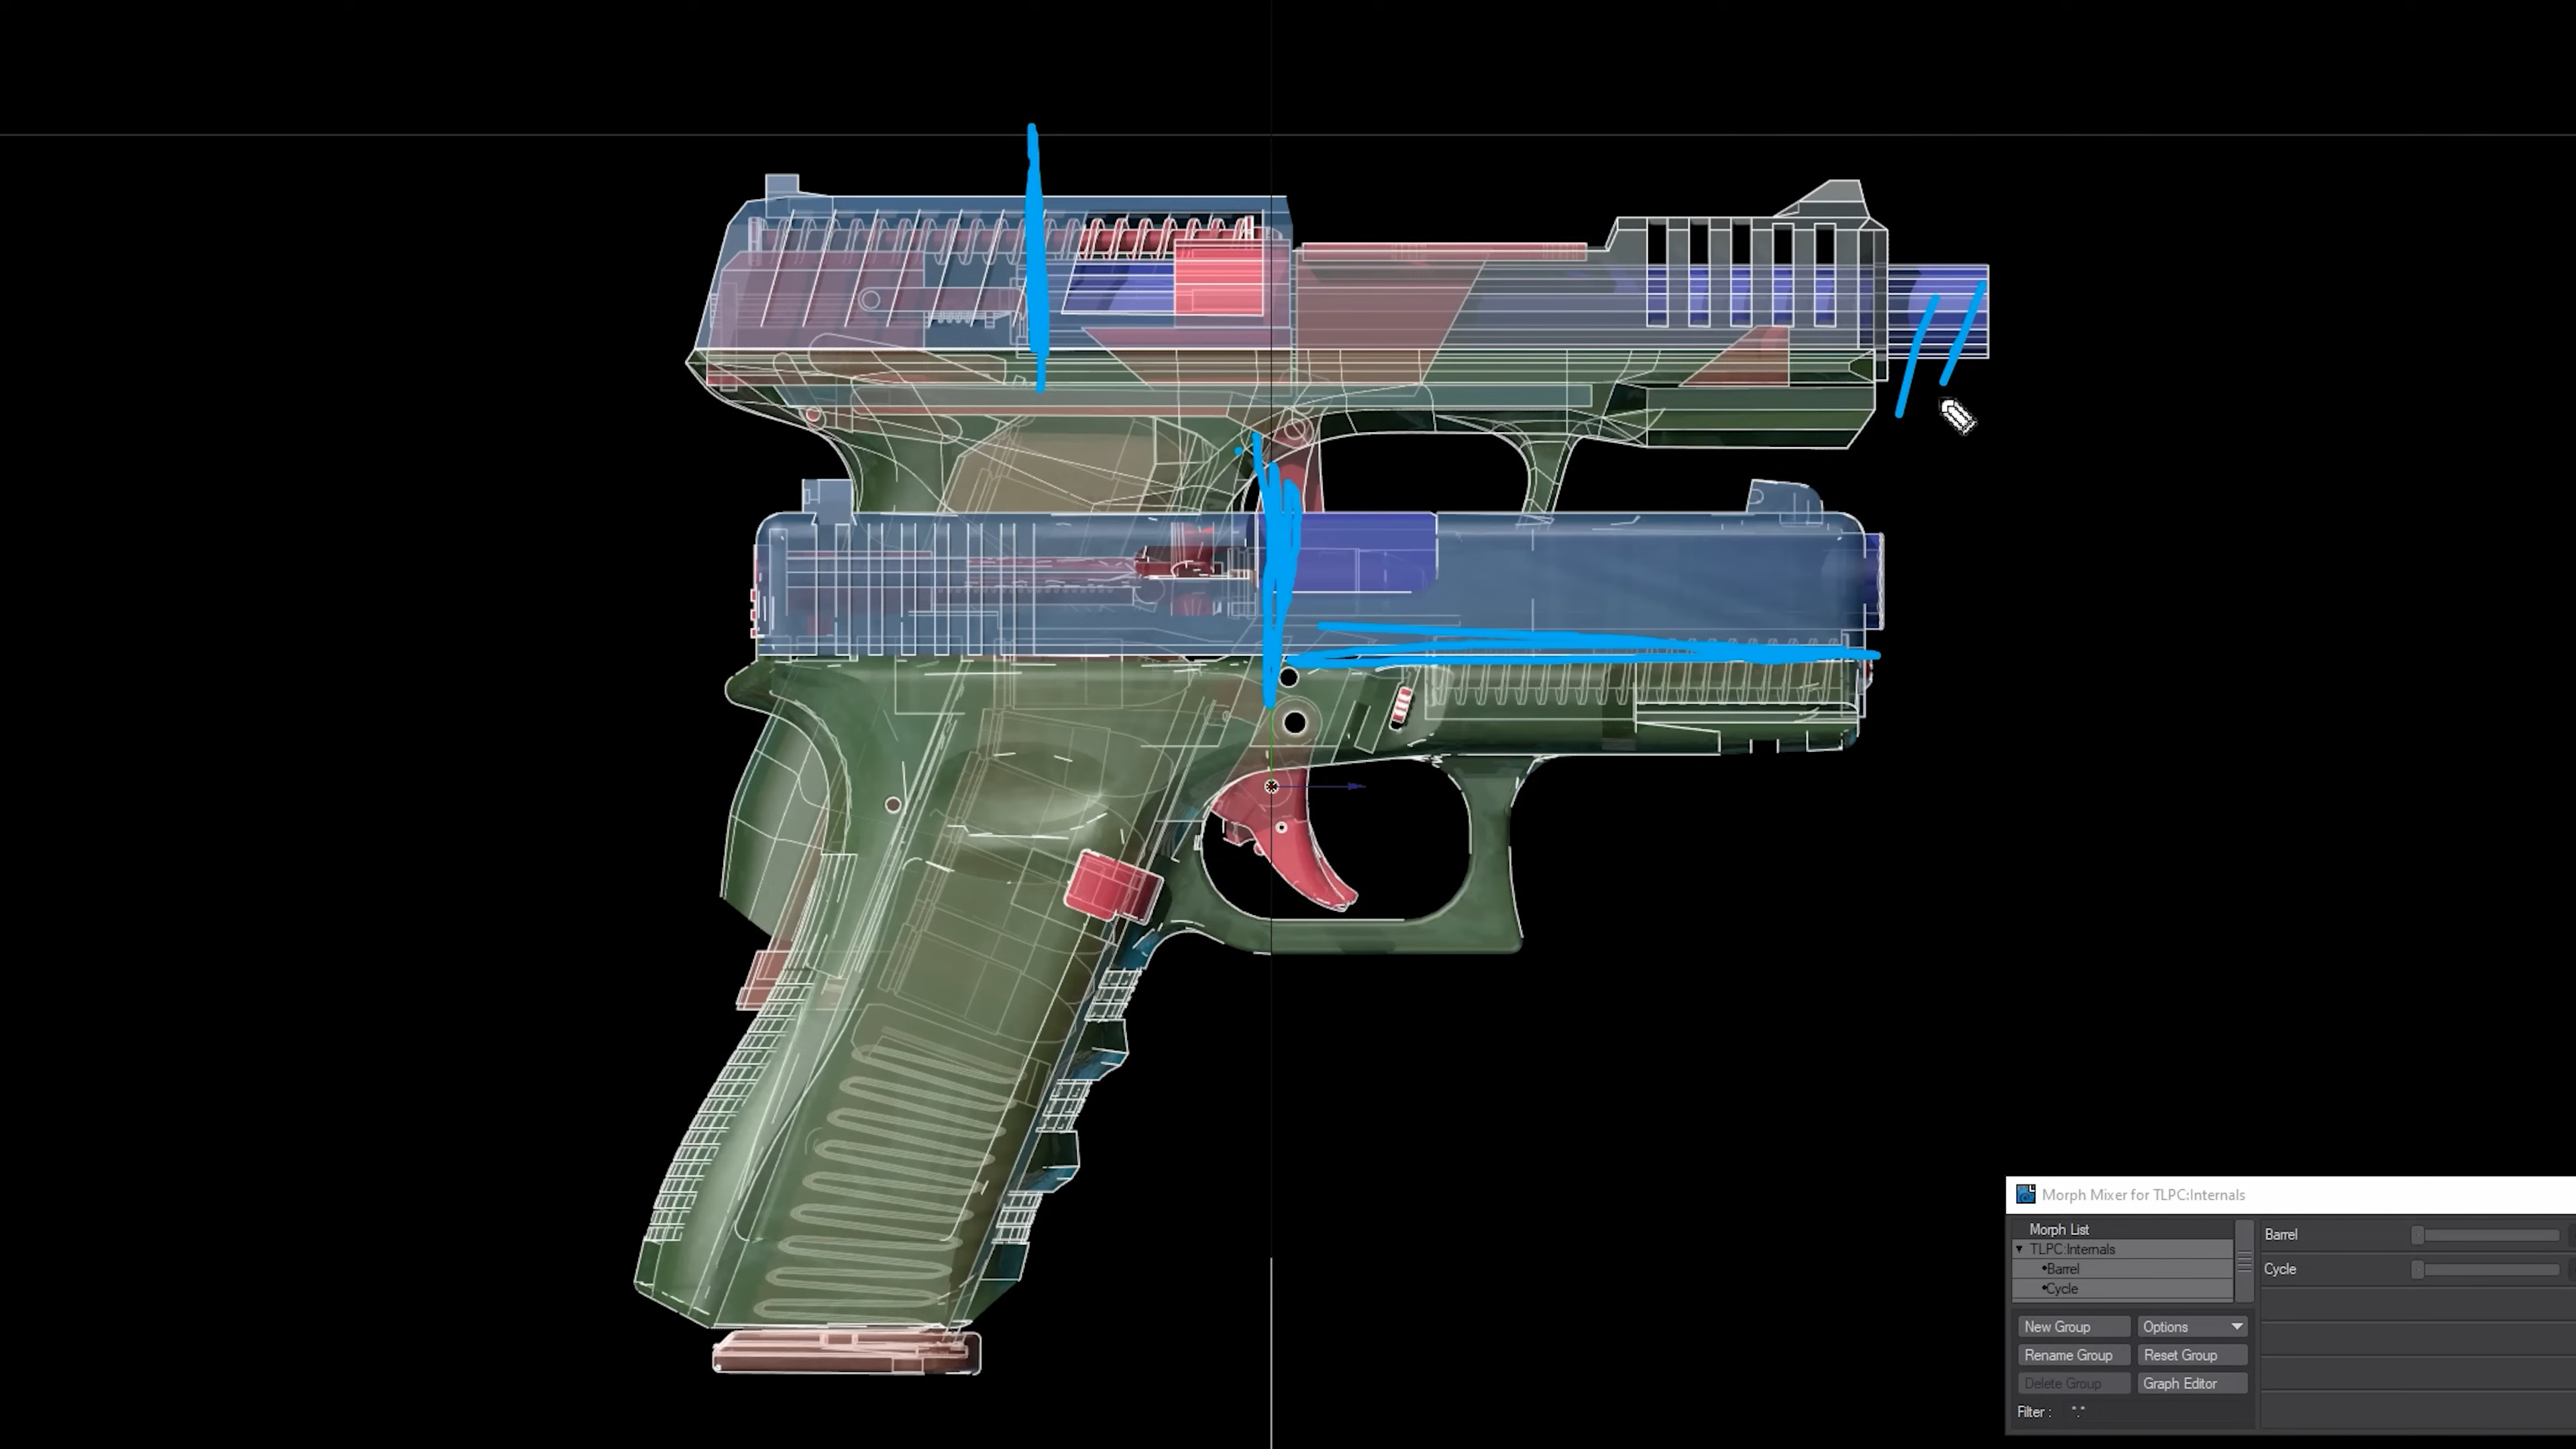 Morph Mixer for TLPC:Internals
Morph List
TLPC:Internals
Barrel
Cycle
Barrel
Cycle
New Group
Options
Rename Group
Reset Group
Delete Group
Graph Editor
Filter : *.*